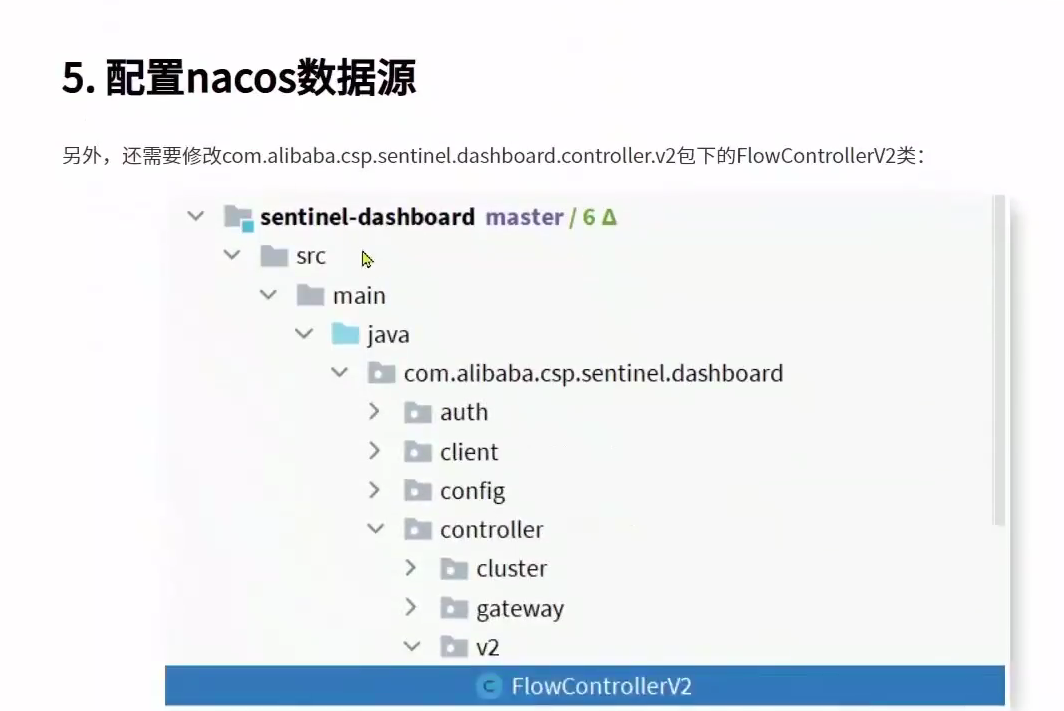 5. 配置nacos数据源
另外，还需要修改com.alibaba.csp.sentinel.dashboard.controller.v2包下的FlowControllerV2类：
sentinel-dashboard master / 6 Δ
src
main
java
com.alibaba.csp.sentinel.dashboard
auth
client
config
controller
cluster
gateway
v2
C FlowControllerV2